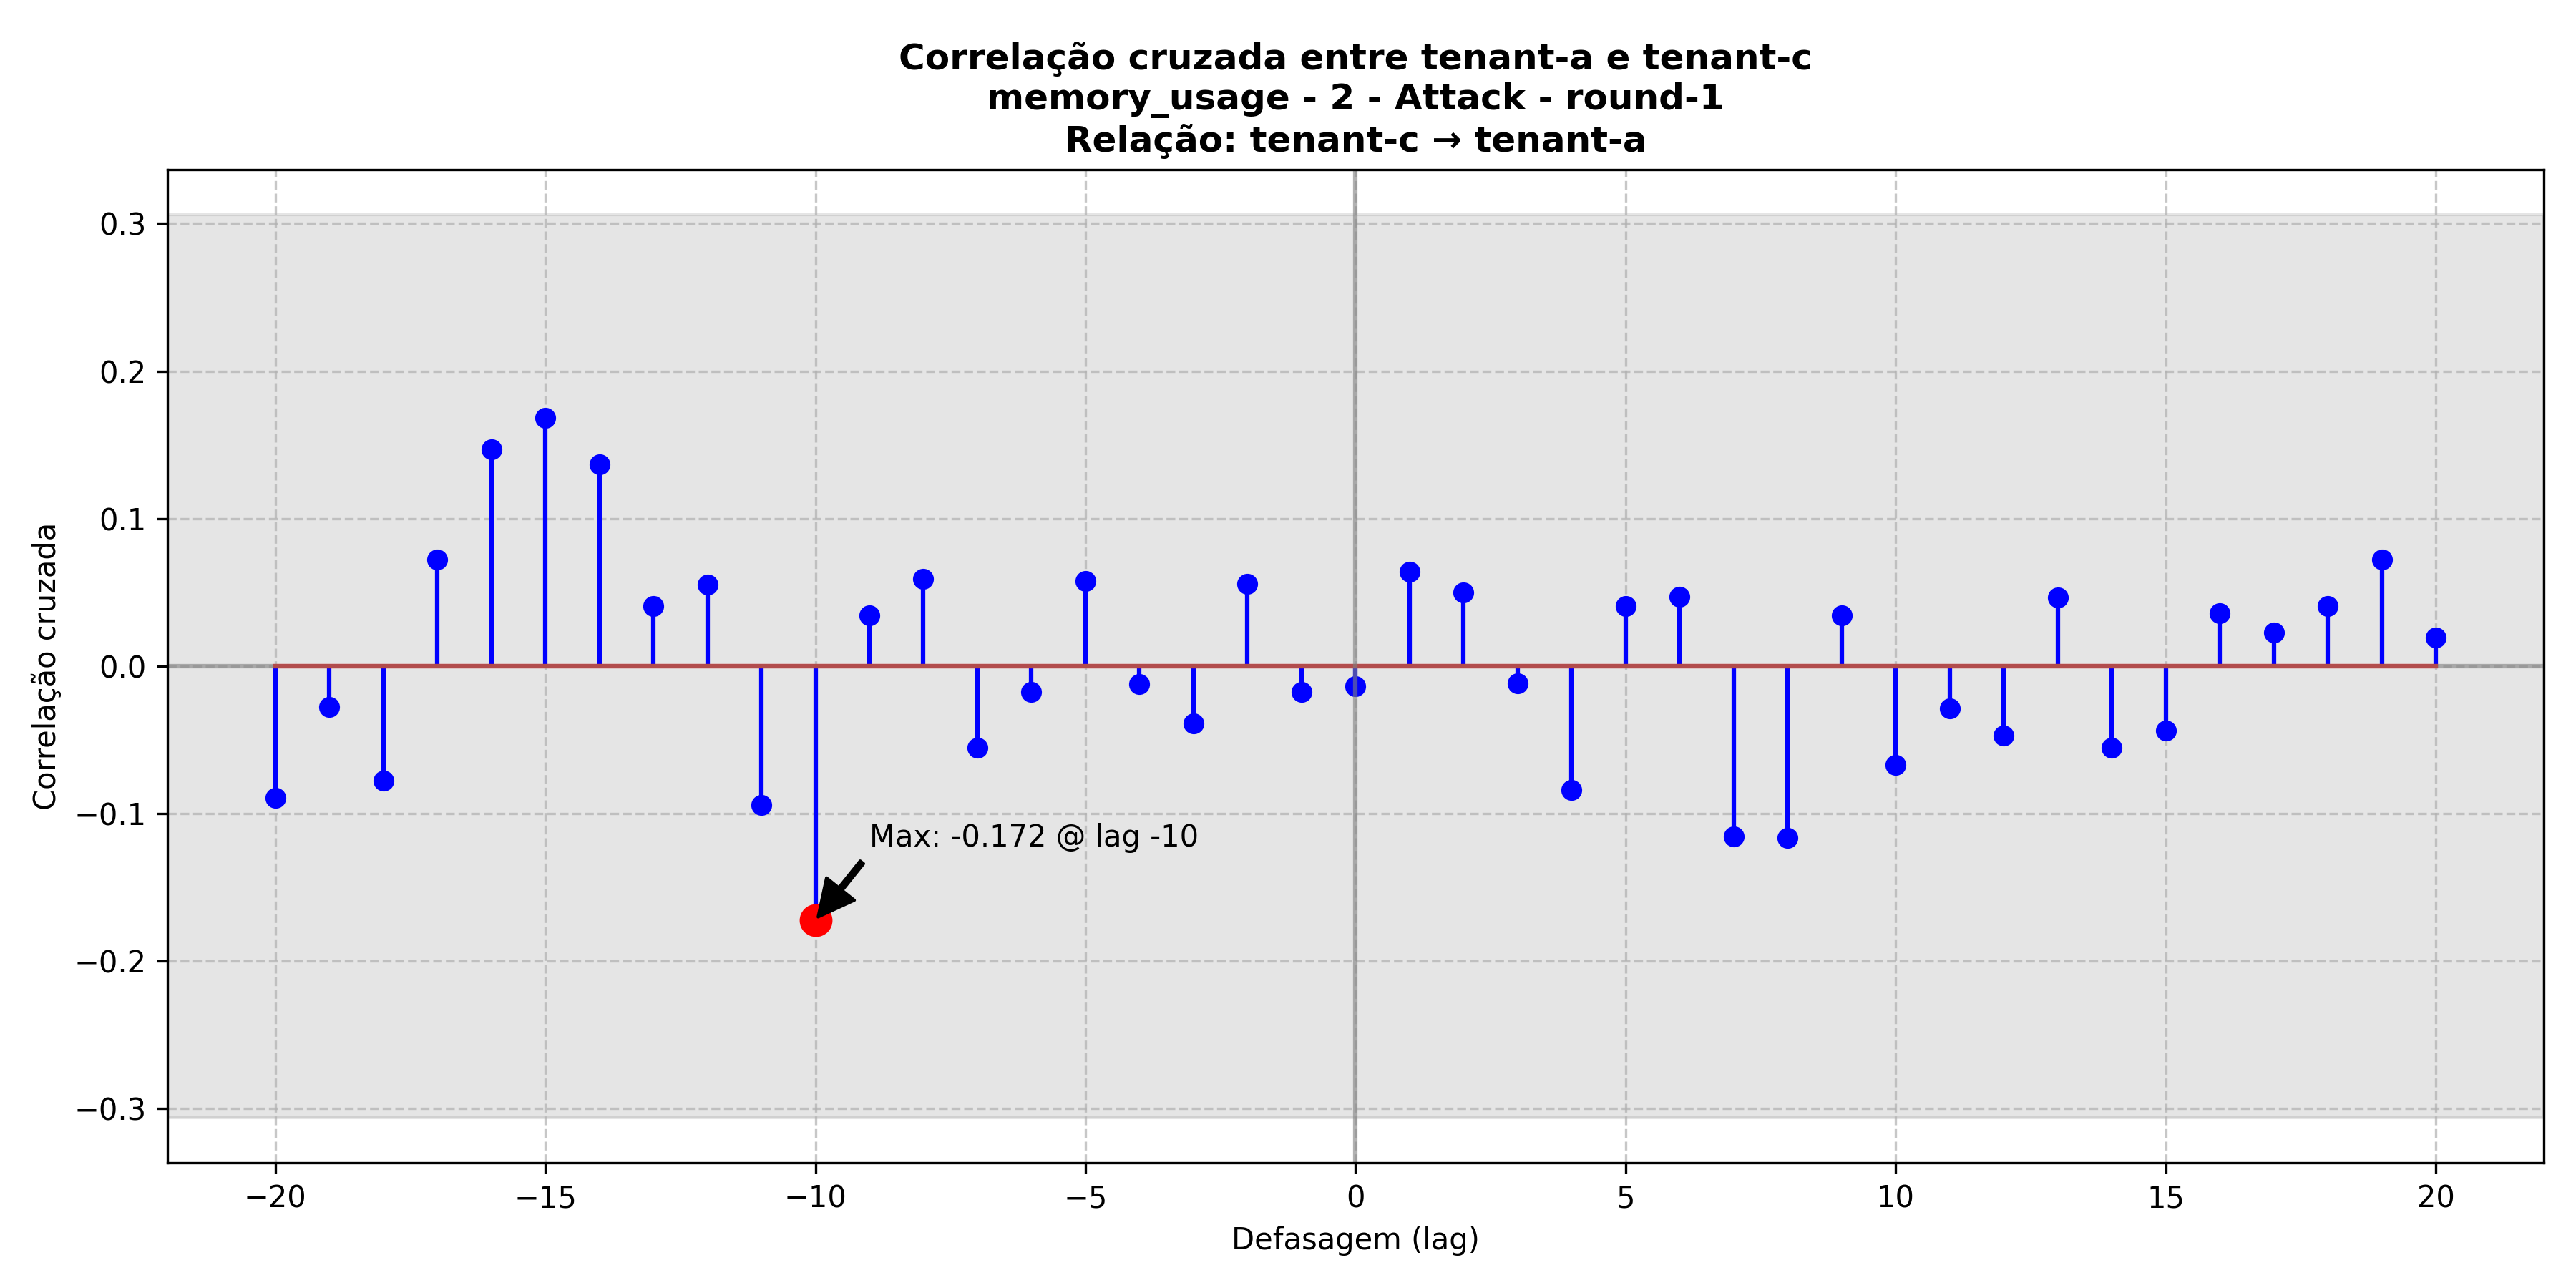 Correlação cruzada entre tenant-a e tenant-c
memory_usage - 2 - Attack - round-1
Relação: tenant-c → tenant-a
Correlação cruzada
0.3
0.2
0.1
0.0
−0.1
−0.2
−0.3
Max: -0.172 @ lag -10
−20 −15 −10 −5 0 5 10 15 20
Defasagem (lag)